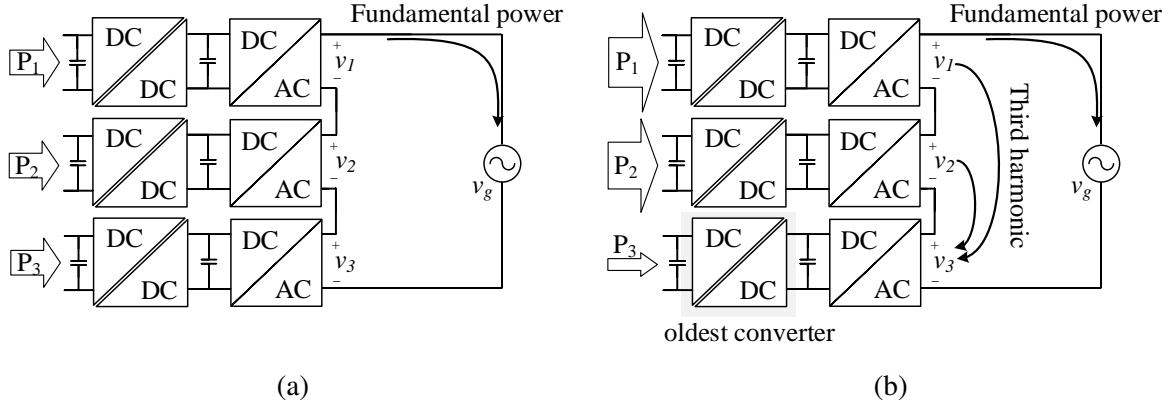 Fundamental power
P1
DC
DC
DC
AC
+
v1
−
P2
DC
DC
DC
AC
+
v2
−
vg
P3
DC
DC
DC
AC
+
v3
−
(a)
Fundamental power
P1
DC
DC
DC
AC
+
v1
−
Third harmonic
P2
DC
DC
DC
AC
+
v2
−
vg
P3
DC
DC
DC
AC
+
v3
−
oldest converter
(b)